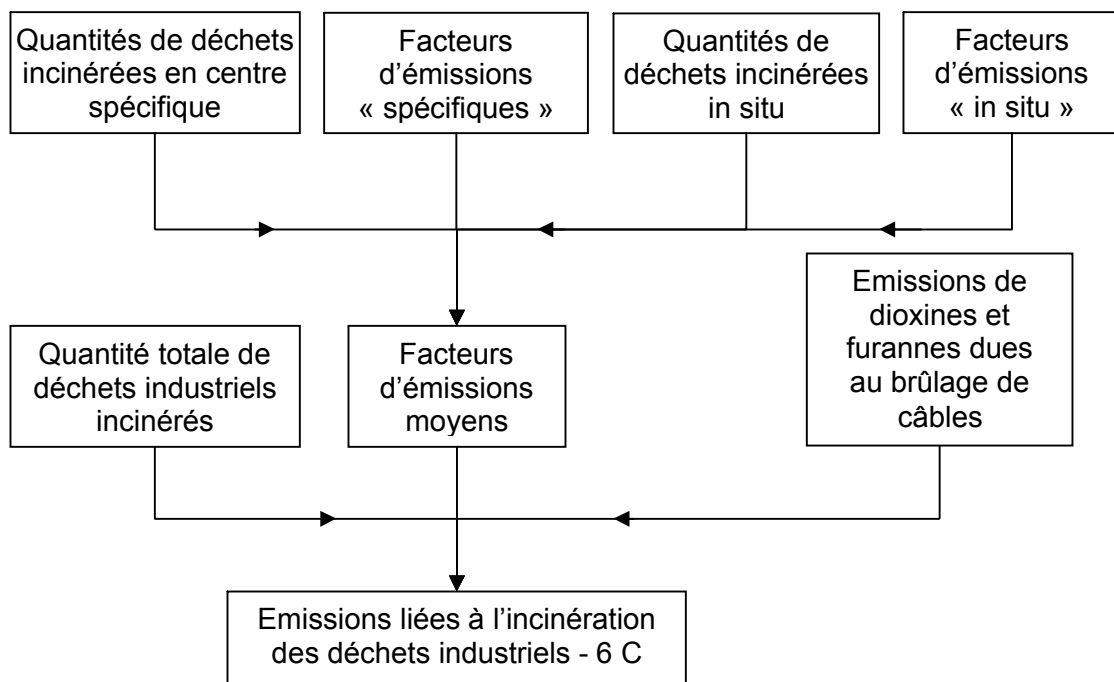 Quantités de déchets
incinérées en centre
spécifique
Facteurs
d’émissions
« spécifiques »
Quantités de
déchets incinérées
in situ
Facteurs
d’émissions
« in situ »
Quantité totale de
déchets industriels
incinérés
Facteurs
d’émissions
moyens
Emissions de
dioxines et
furannes dues
au brûlage de
câbles
Emissions liées à l’incinération
des déchets industriels - 6 C